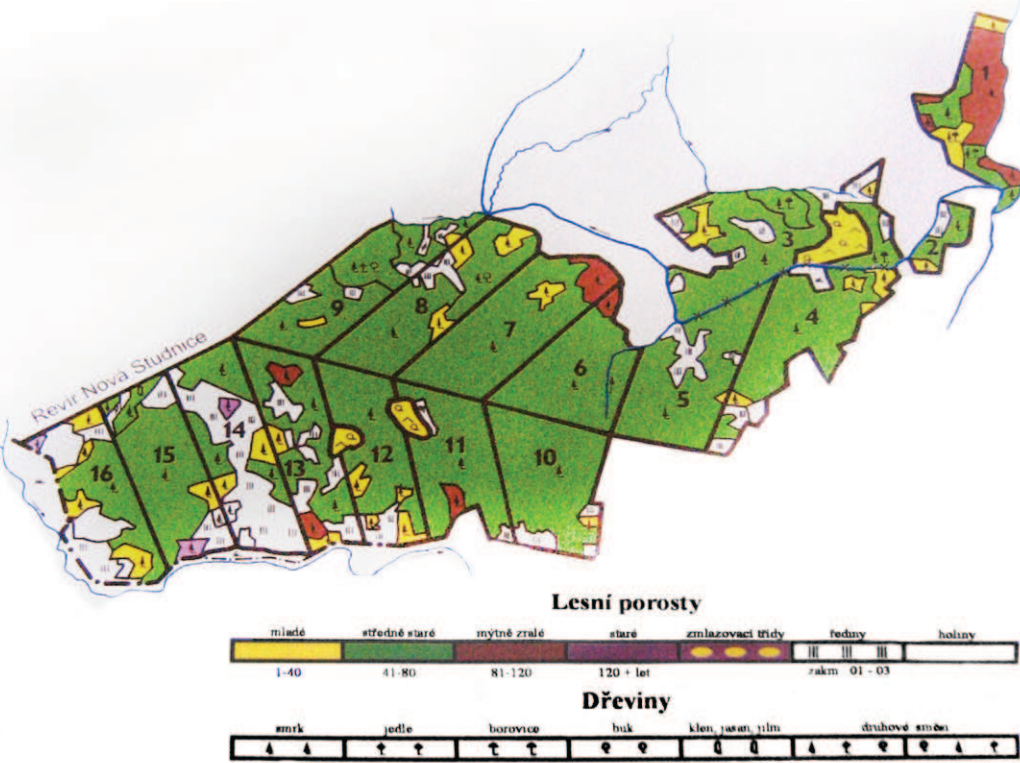 1
2
3
4
9
8
7
6
5
Revír Nová Studnice
16
15
14
13
12
11
10
Lesní porosty
mladé středně staré mýtně zralé staré zmlazovací třídy řediny holiny
1-40 41-80 81-120 120 + let zakm 01 - 03
Dřeviny
smrk jedle borovice buk klen, jasan, jilm druhové směsi